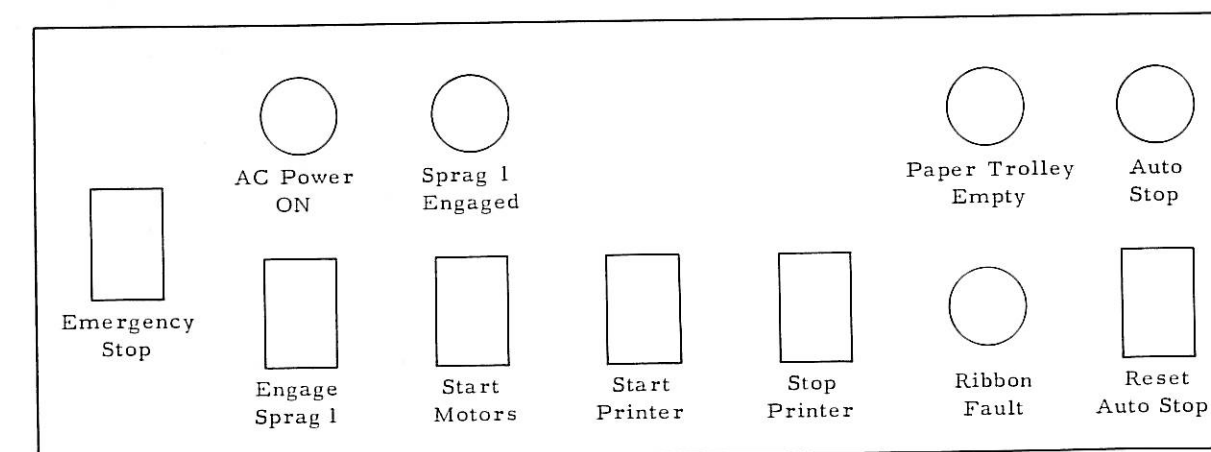 AC Power
ON
Sprag 1
Engaged
Paper Trolley
Empty
Auto
Stop
Emergency
Stop
Engage
Sprag 1
Start
Motors
Start
Printer
Stop
Printer
Ribbon
Fault
Reset
Auto Stop